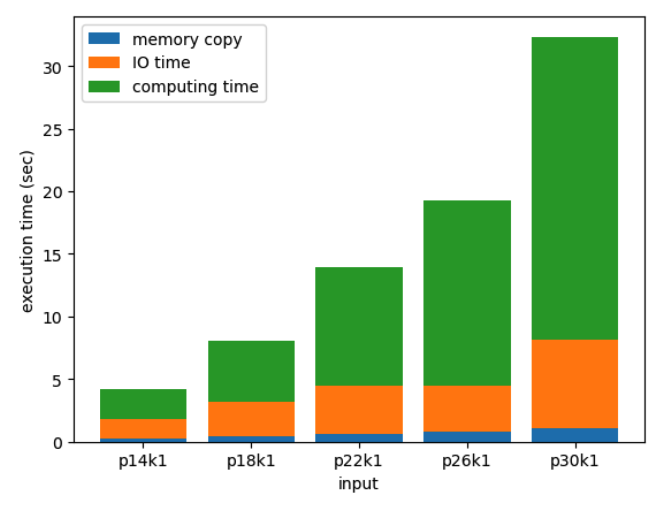 memory copy
IO time
computing time
execution time (sec)
30
25
20
15
10
5
0
p14k1 p18k1 p22k1 p26k1 p30k1
input